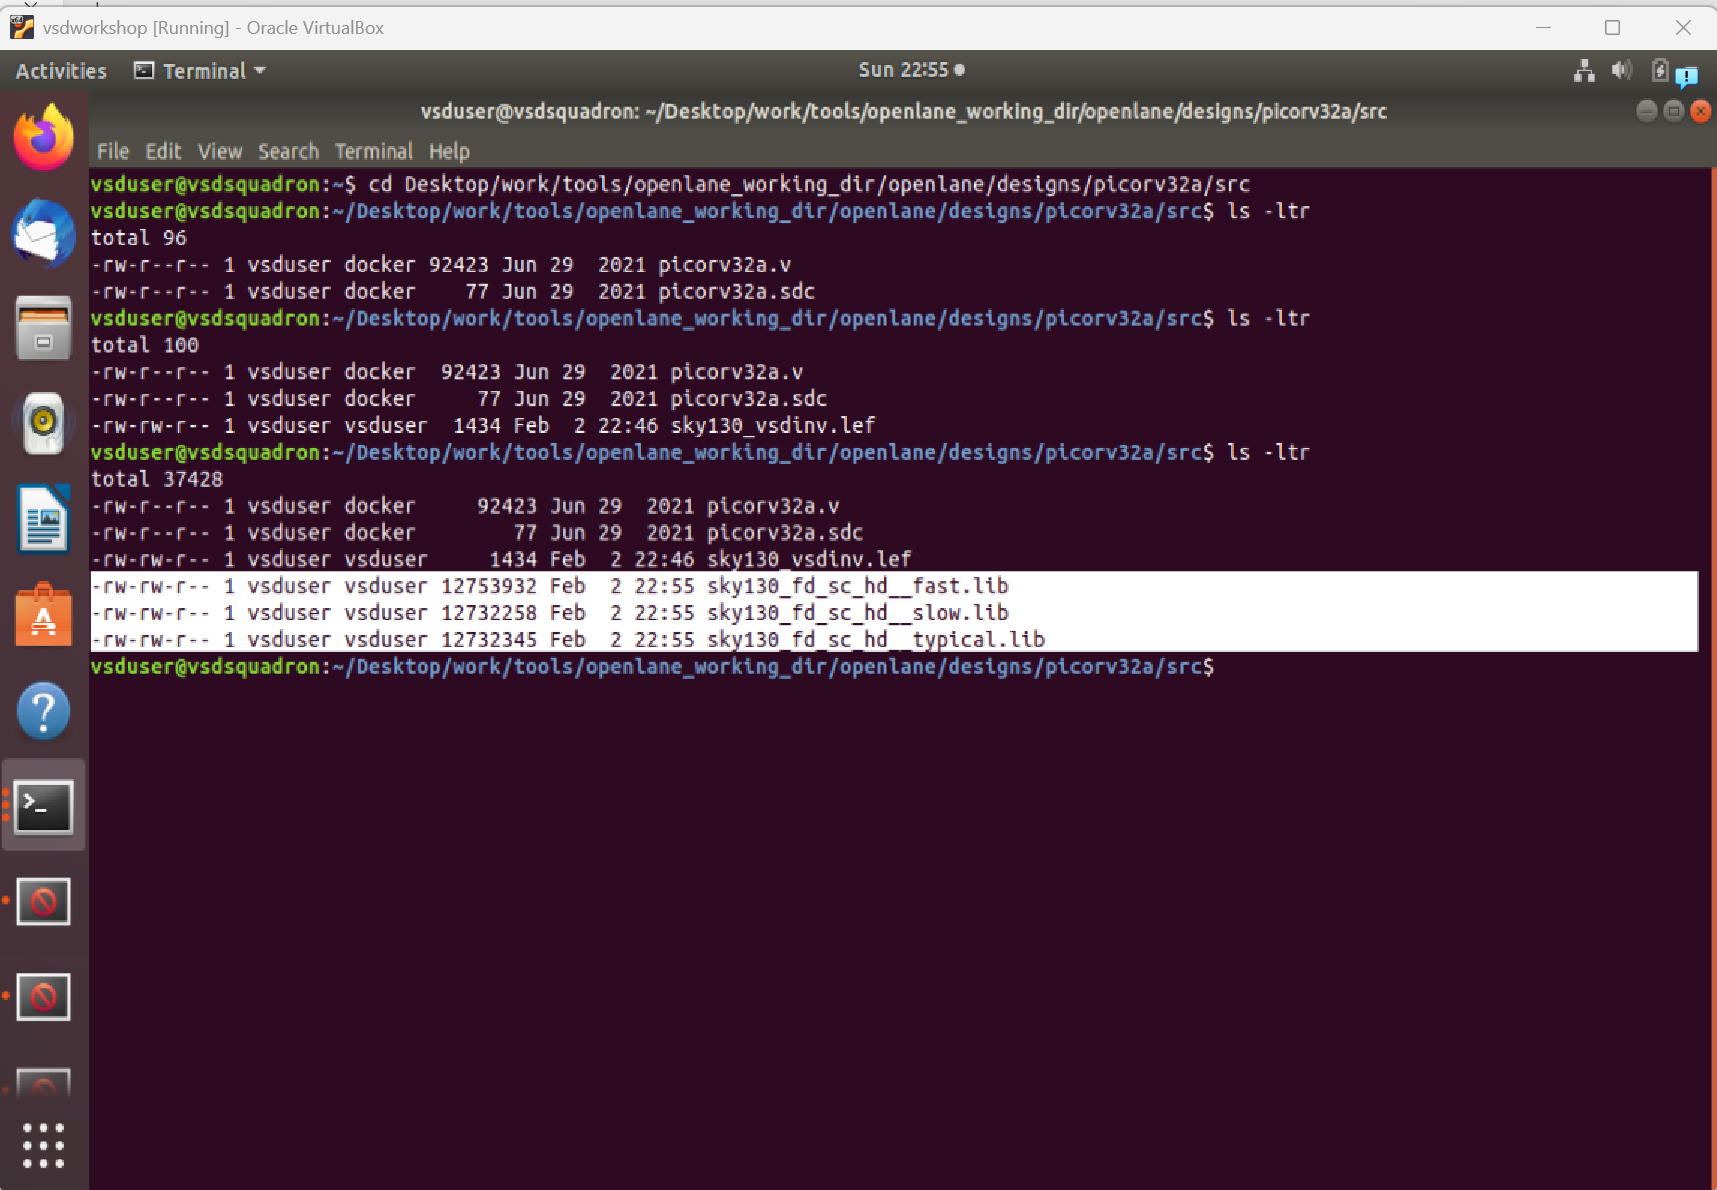 vsdworkshop [Running] - Oracle VirtualBox
Activities Terminal Sun 22:55
vsduser@vsdsquadron: ~/Desktop/work/tools/openlane_working_dir/openlane/designs/picorv32a/src
File Edit View Search Terminal Help
vsduser@vsdsquadron:~$ cd Desktop/work/tools/openlane_working_dir/openlane/designs/picorv32a/src
vsduser@vsdsquadron:~/Desktop/work/tools/openlane_working_dir/openlane/designs/picorv32a/src$ ls -ltr
total 96
-rw-r--r-- 1 vsduser docker 92423 Jun 29  2021 picorv32a.v
-rw-r--r-- 1 vsduser docker    77 Jun 29  2021 picorv32a.sdc
vsduser@vsdsquadron:~/Desktop/work/tools/openlane_working_dir/openlane/designs/picorv32a/src$ ls -ltr
total 100
-rw-r--r-- 1 vsduser docker  92423 Jun 29  2021 picorv32a.v
-rw-r--r-- 1 vsduser docker     77 Jun 29  2021 picorv32a.sdc
-rw-rw-r-- 1 vsduser vsduser  1434 Feb  2 22:46 sky130_vsdinv.lef
vsduser@vsdsquadron:~/Desktop/work/tools/openlane_working_dir/openlane/designs/picorv32a/src$ ls -ltr
total 37428
-rw-r--r-- 1 vsduser docker     92423 Jun 29  2021 picorv32a.v
-rw-r--r-- 1 vsduser docker        77 Jun 29  2021 picorv32a.sdc
-rw-rw-r-- 1 vsduser vsduser     1434 Feb  2 22:46 sky130_vsdinv.lef
-rw-rw-r-- 1 vsduser vsduser 12753932 Feb  2 22:55 sky130_fd_sc_hd__fast.lib
-rw-rw-r-- 1 vsduser vsduser 12732258 Feb  2 22:55 sky130_fd_sc_hd__slow.lib
-rw-rw-r-- 1 vsduser vsduser 12732345 Feb  2 22:55 sky130_fd_sc_hd__typical.lib
vsduser@vsdsquadron:~/Desktop/work/tools/openlane_working_dir/openlane/designs/picorv32a/src$